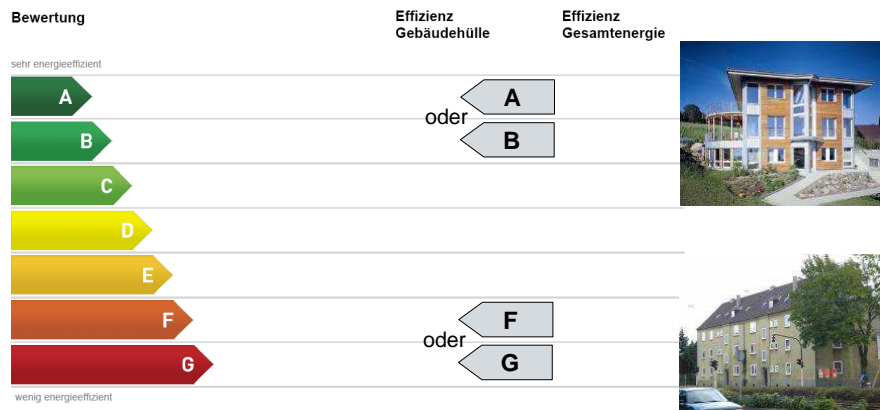 Bewertung
Effizienz
Gebäudehülle
Effizienz
Gesamtenergie
sehr energieeffizient
A
A
oder
B
B
C
D
E
F
F
oder
G
G
wenig energieeffizient